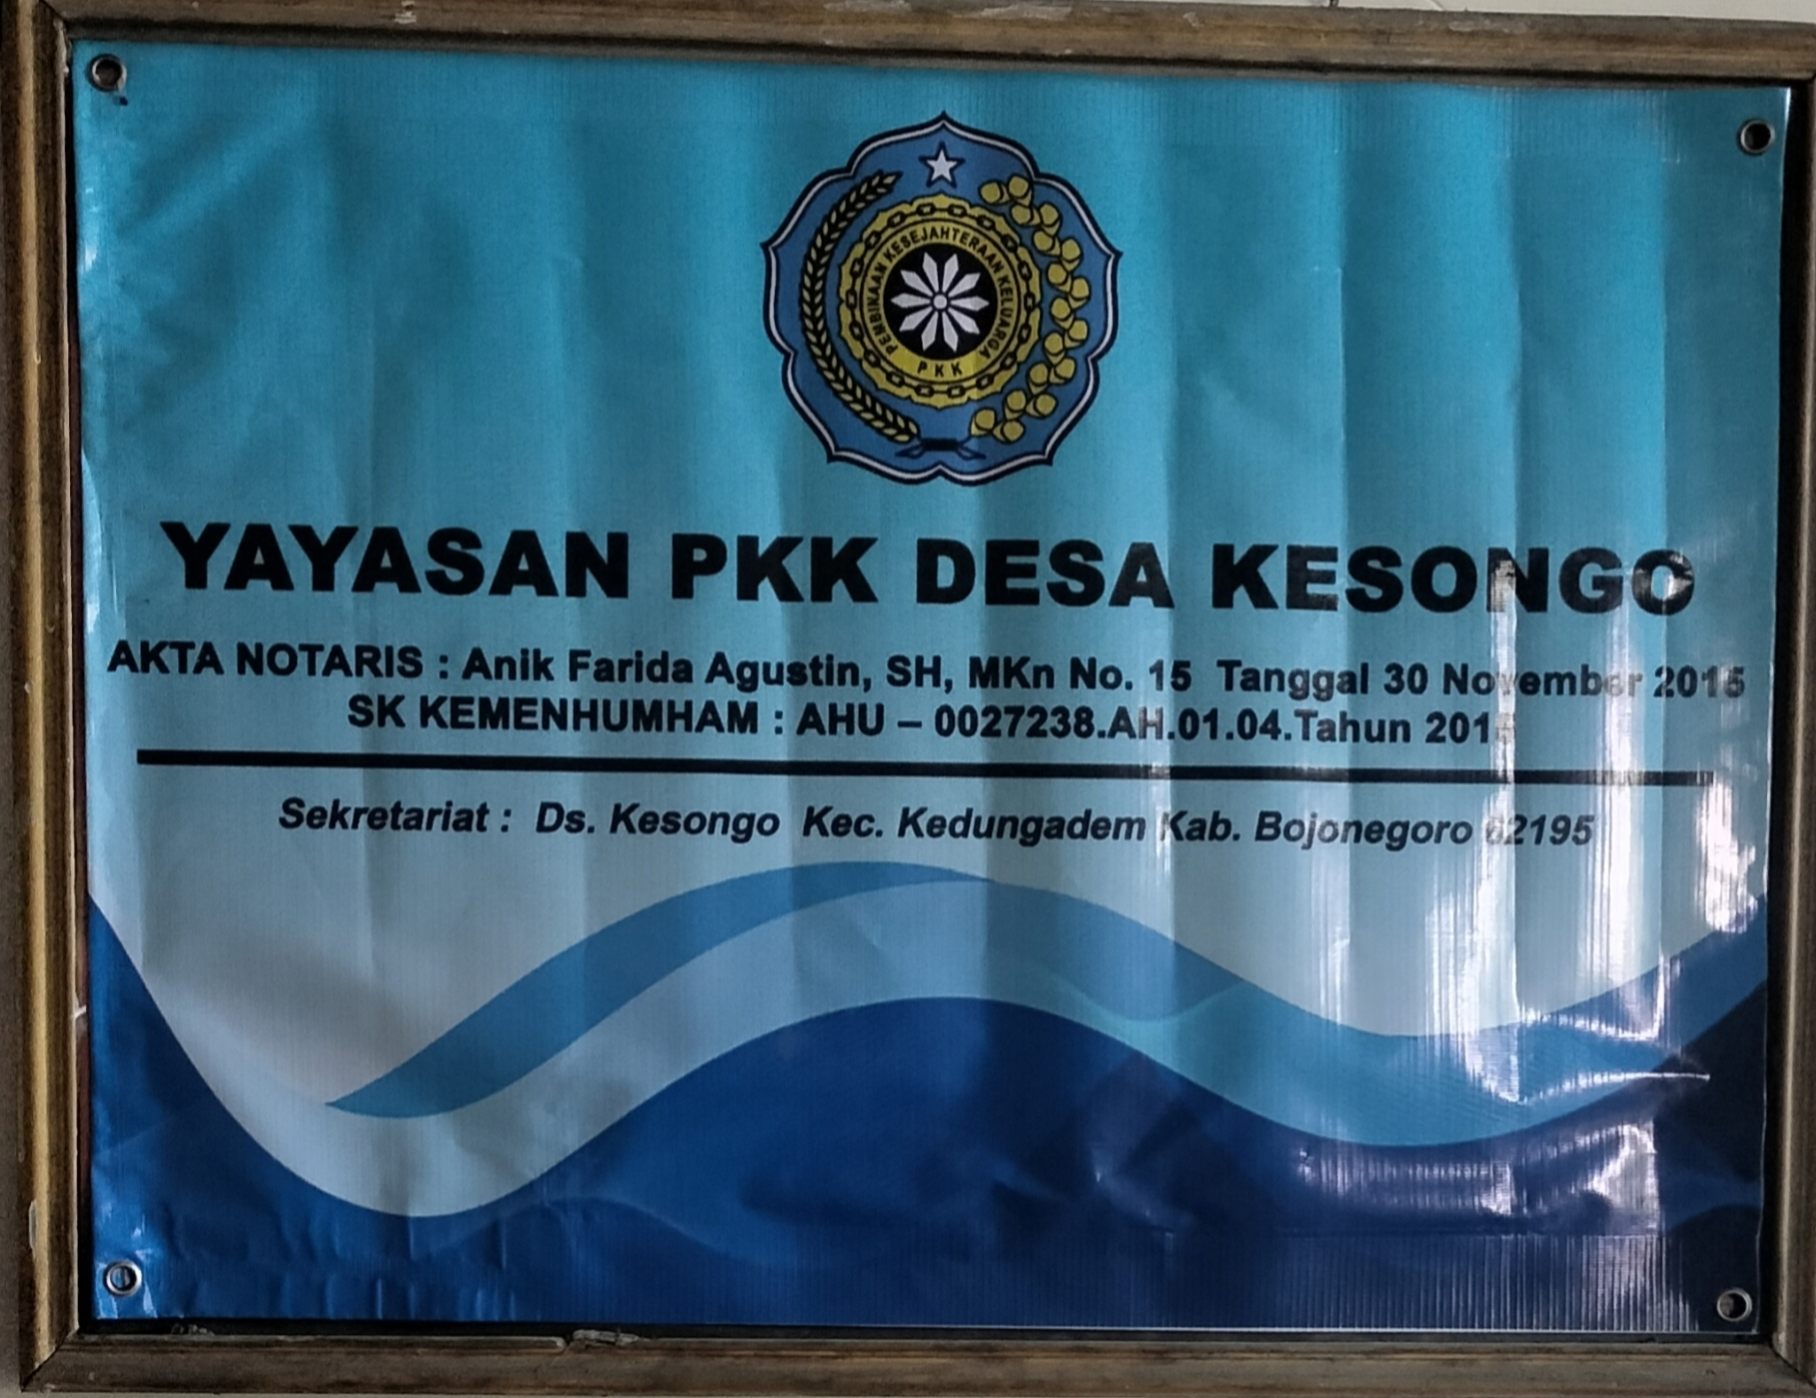 PEMBINAAN KESEJAHTERAAN KELUARGA
PKK
YAYASAN PKK DESA KESONGO
AKTA NOTARIS : Anik Farida Agustin, SH, MKn No. 15 Tanggal 30 November 2015
SK KEMENHUMHAM : AHU – 0027238.AH.01.04.Tahun
Sekretariat : Ds. Kesongo Kec. Kedungadem Kab. Bojonegoro 62195